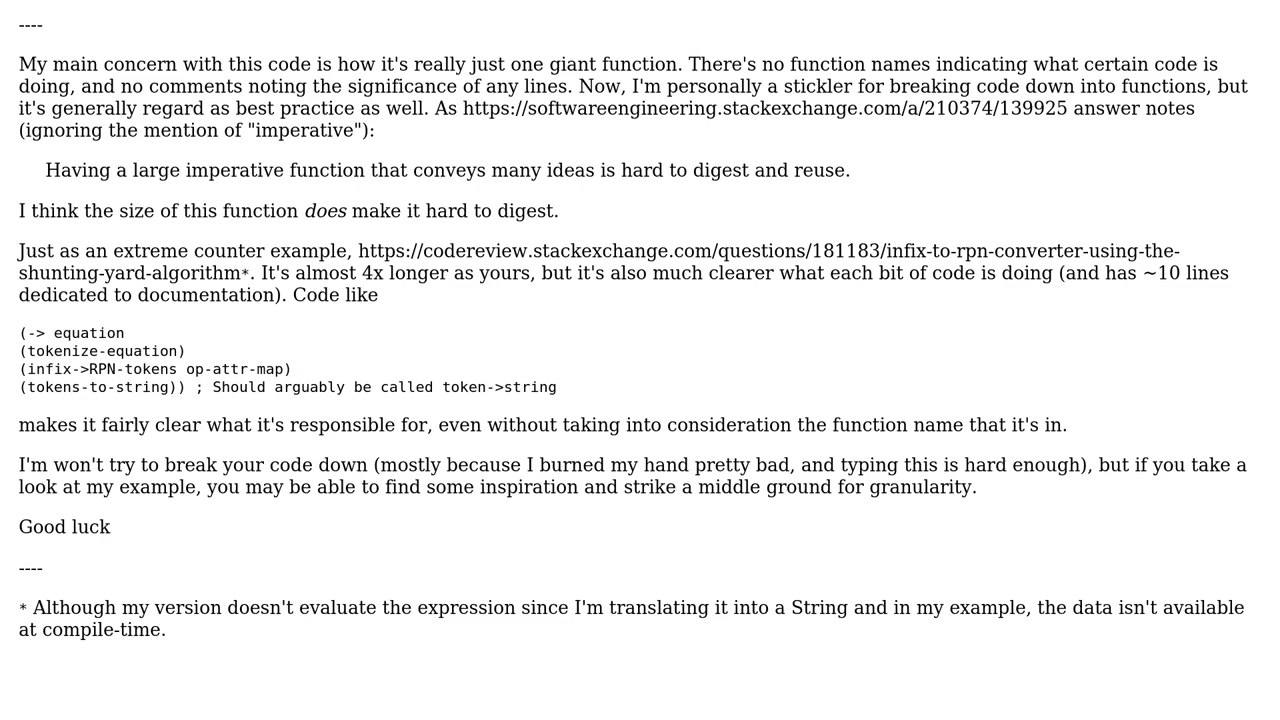 ----
My main concern with this code is how it's really just one giant function. There's no function names indicating what certain code is
doing, and no comments noting the significance of any lines. Now, I'm personally a stickler for breaking code down into functions, but
it's generally regard as best practice as well. As https://softwareengineering.stackexchange.com/a/210374/139925 answer notes
(ignoring the mention of "imperative"):
Having a large imperative function that conveys many ideas is hard to digest and reuse.
I think the size of this function does make it hard to digest.
Just as an extreme counter example, https://codereview.stackexchange.com/questions/181183/infix-to-rpn-converter-using-the-
shunting-yard-algorithm*. It's almost 4x longer as yours, but it's also much clearer what each bit of code is doing (and has ~10 lines
dedicated to documentation). Code like
(-> equation
(tokenize-equation)
(infix->RPN-tokens op-attr-map)
(tokens-to-string)) ; Should arguably be called token->string
makes it fairly clear what it's responsible for, even without taking into consideration the function name that it's in.
I'm won't try to break your code down (mostly because I burned my hand pretty bad, and typing this is hard enough), but if you take a
look at my example, you may be able to find some inspiration and strike a middle ground for granularity.
Good luck
----
* Although my version doesn't evaluate the expression since I'm translating it into a String and in my example, the data isn't available
at compile-time.